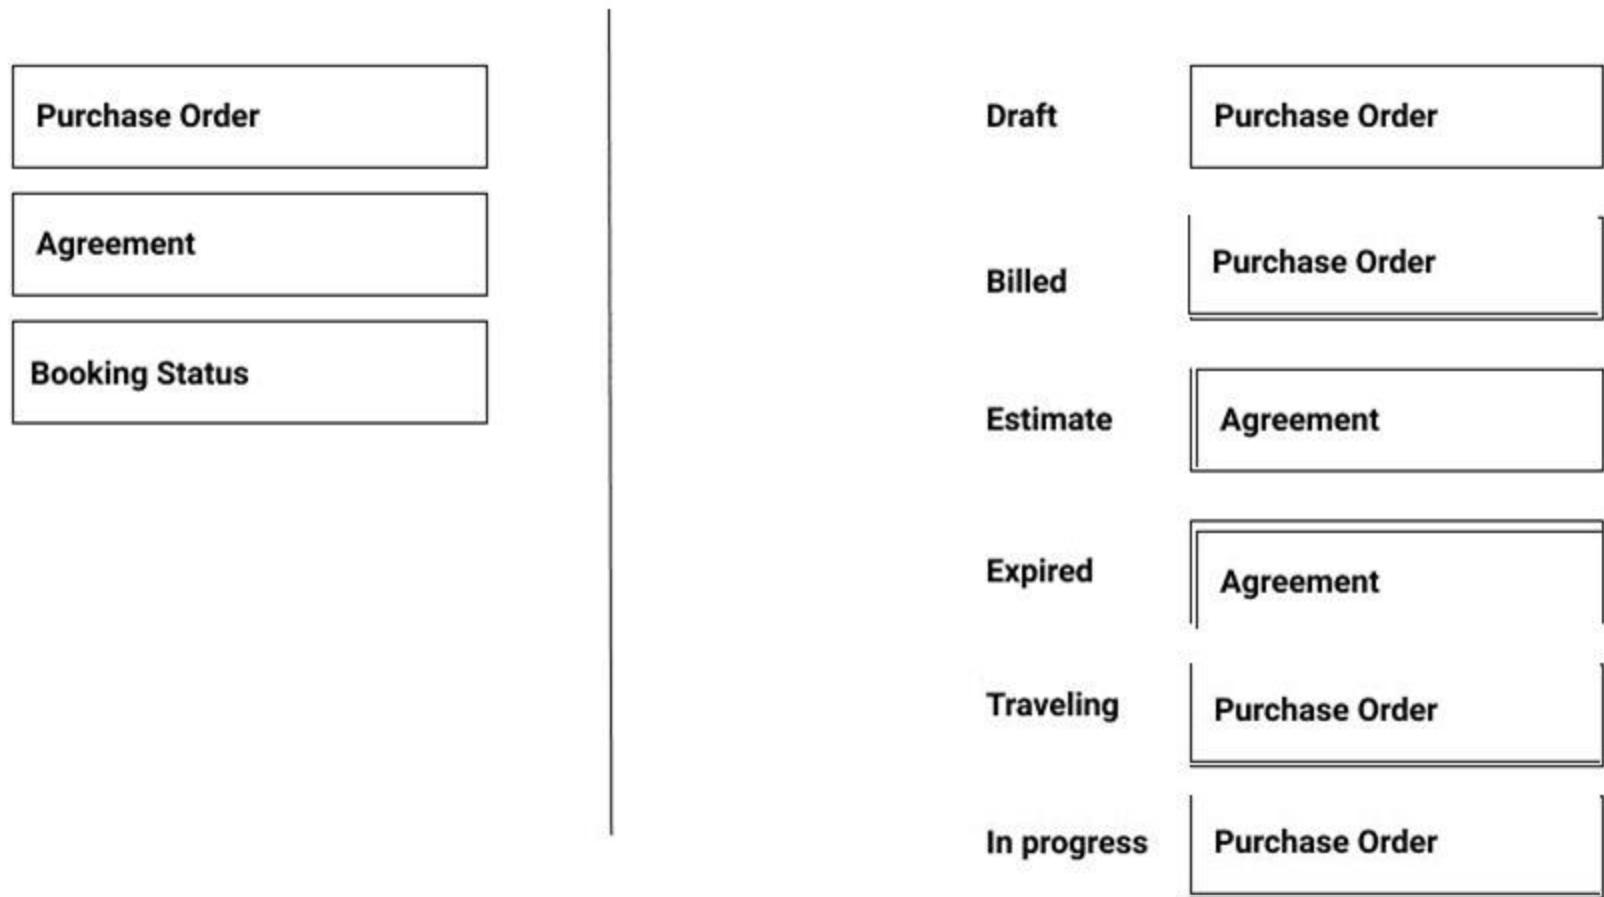 Purchase Order
Agreement
Booking Status
Draft Purchase Order
Billed Purchase Order
Estimate Agreement
Expired Agreement
Traveling Purchase Order
In progress Purchase Order